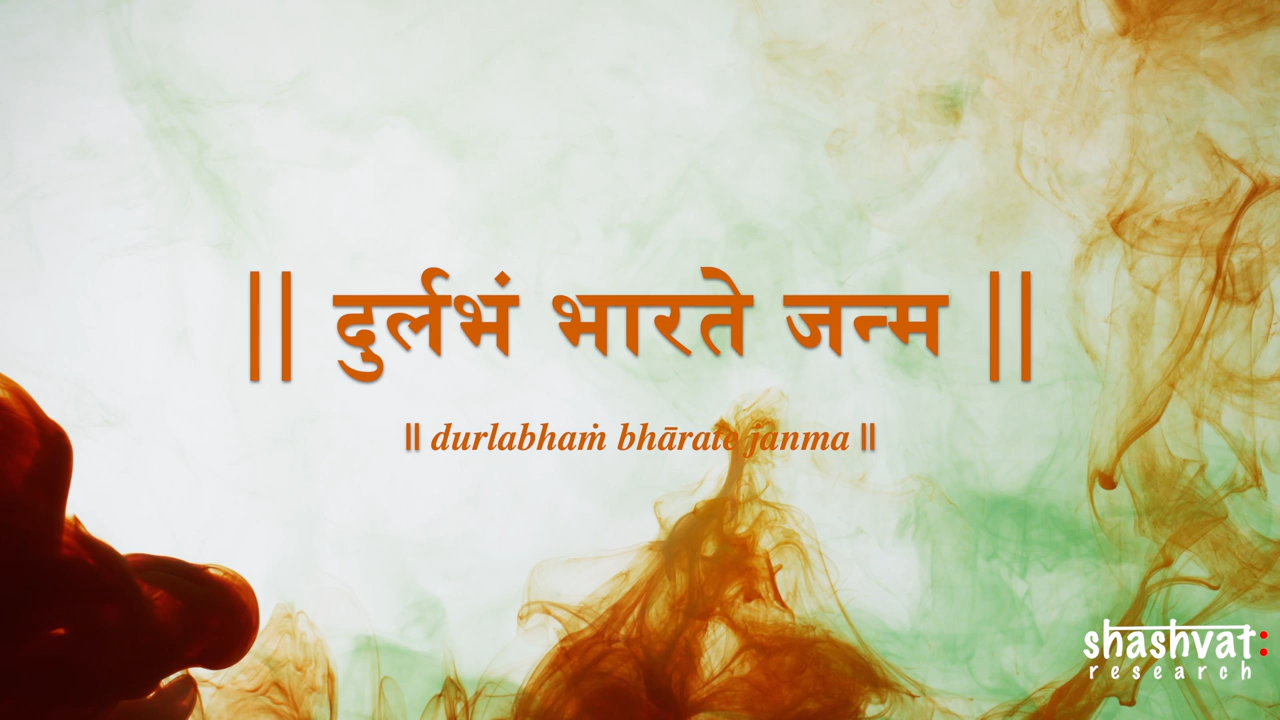 || दुर्लभं भारते जन्म ||
|| durlabhaṁ bhārate janma ||
shashvat:
research